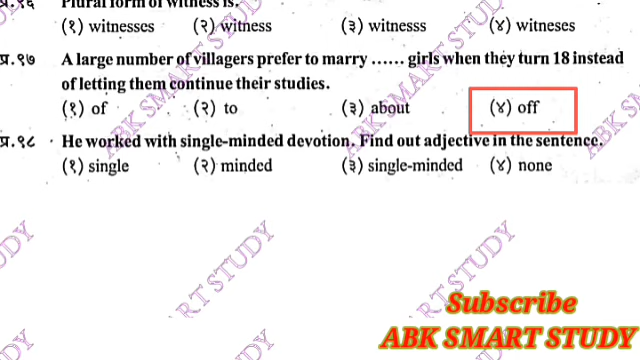 प्र.१६ Plural form of witness is.
(१) witnesses (२) witness (३) witnesss (४) witneses
प्र.१७ A large number of villagers prefer to marry ...... girls when they turn 18 instead
of letting them continue their studies.
(१) of (२) to (३) about (४) off
प्र.१८ He worked with single-minded devotion. Find out adjective in the sentence.
(१) single (२) minded (३) single-minded (४) none
Subscribe
ABK SMART STUDY